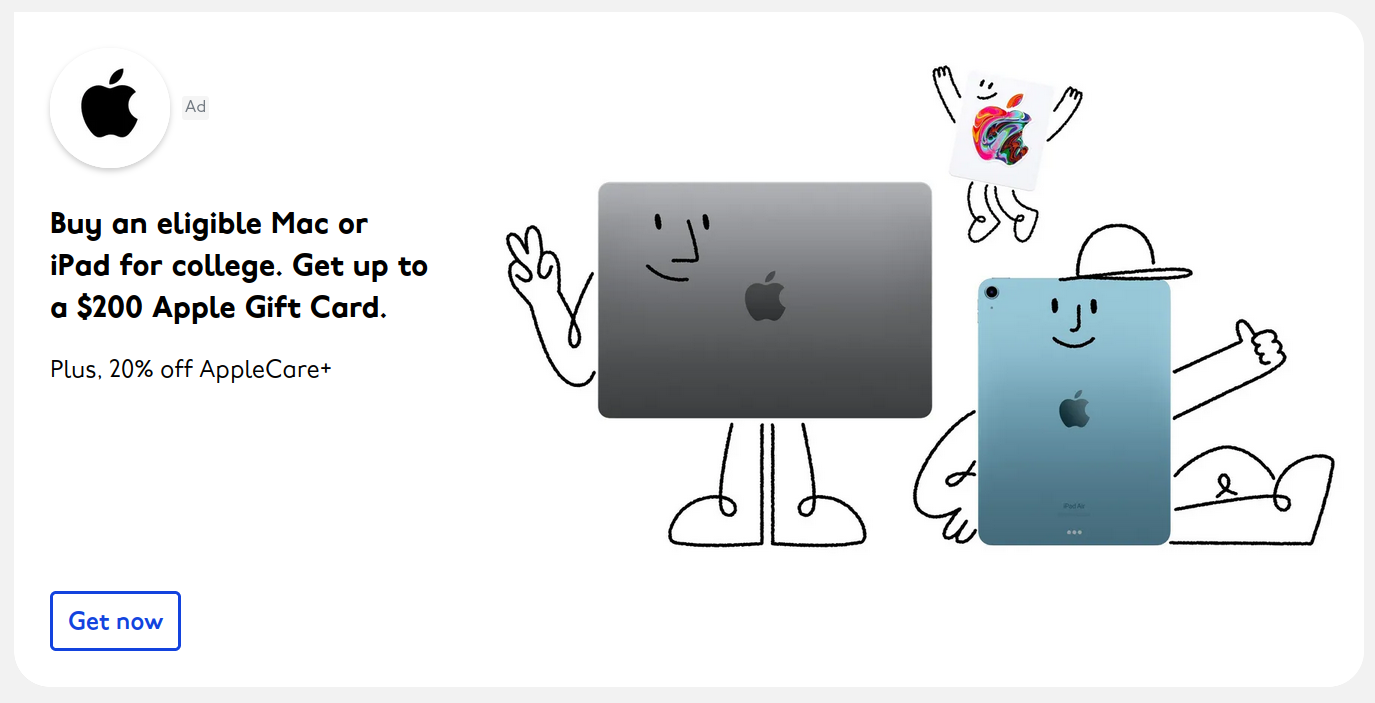 Ad
Buy an eligible Mac or
iPad for college. Get up to
a $200 Apple Gift Card.
Plus, 20% off AppleCare+
iPad Air
Get now